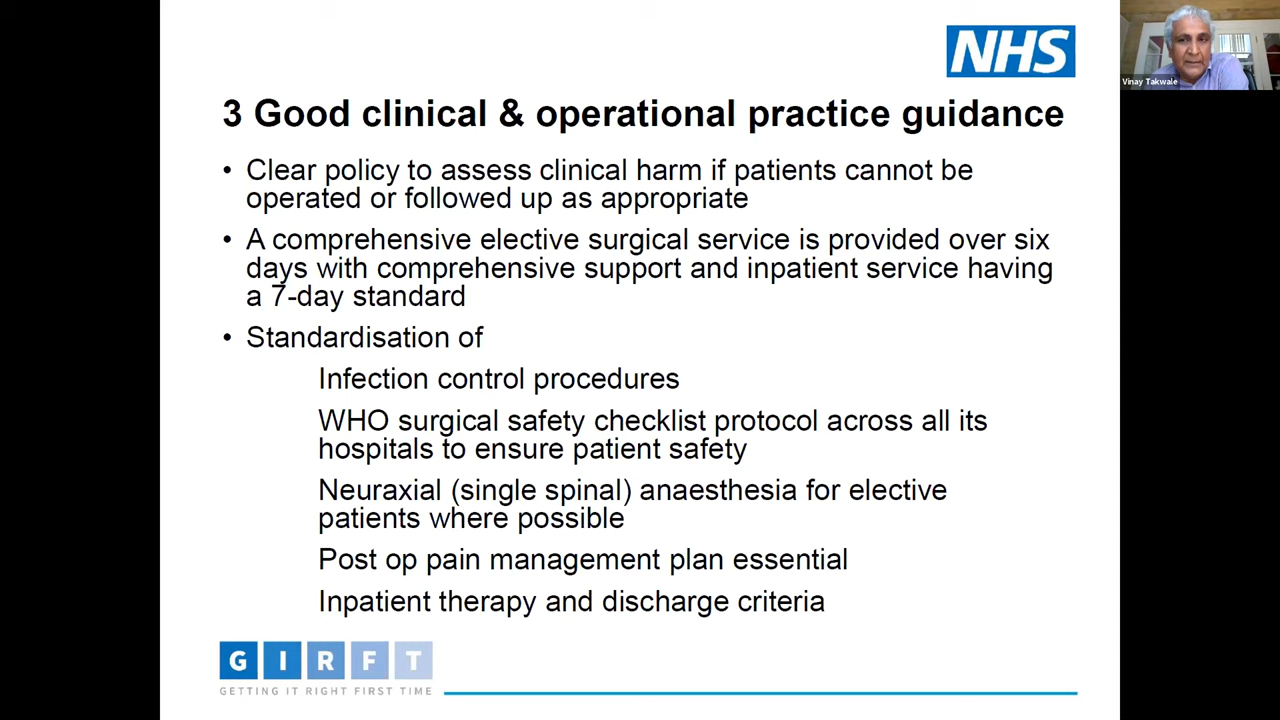 NHS
Vinay Takwale
3 Good clinical & operational practice guidance
• Clear policy to assess clinical harm if patients cannot be
operated or followed up as appropriate
• A comprehensive elective surgical service is provided over six
days with comprehensive support and inpatient service having
a 7-day standard
• Standardisation of
Infection control procedures
WHO surgical safety checklist protocol across all its
hospitals to ensure patient safety
Neuraxial (single spinal) anaesthesia for elective
patients where possible
Post op pain management plan essential
Inpatient therapy and discharge criteria
GIRFT
GETTING IT RIGHT FIRST TIME